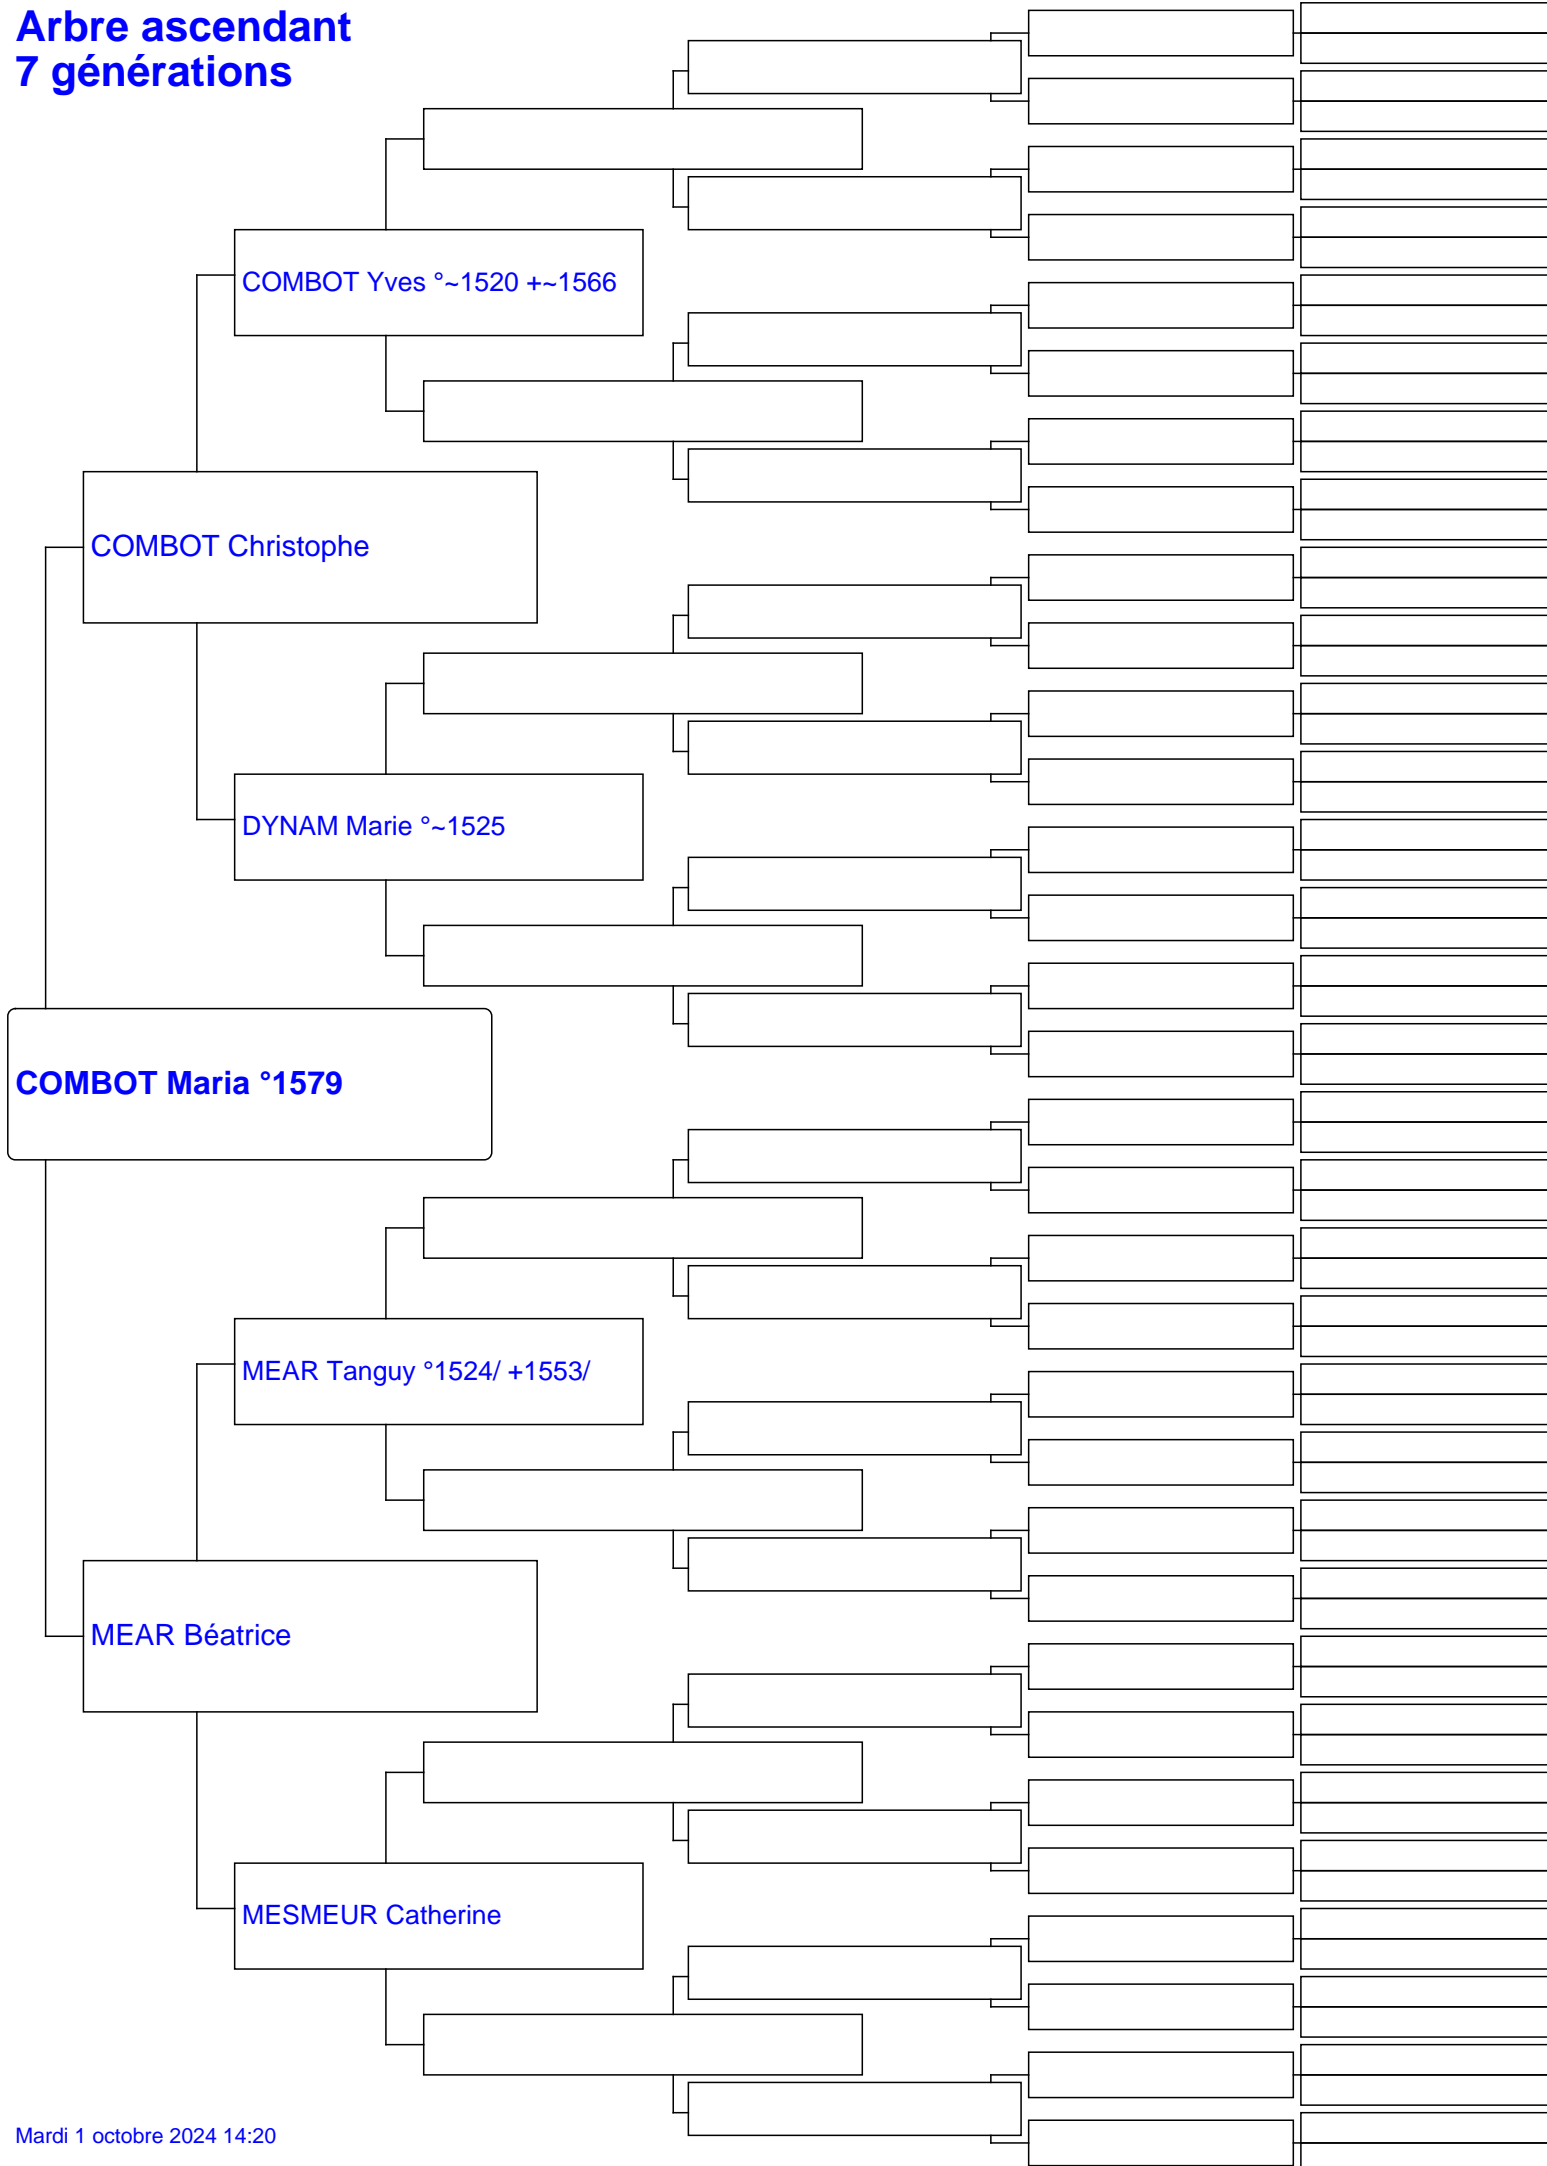 Arbre ascendant
7 générations
COMBOT Yves °~1520 +~1566
COMBOT Christophe
DYNAM Marie °~1525
COMBOT Maria °1579
MEAR Tanguy °1524/ +1553/
MEAR Béatrice
MESMEUR Catherine
Mardi 1 octobre 2024 14:20